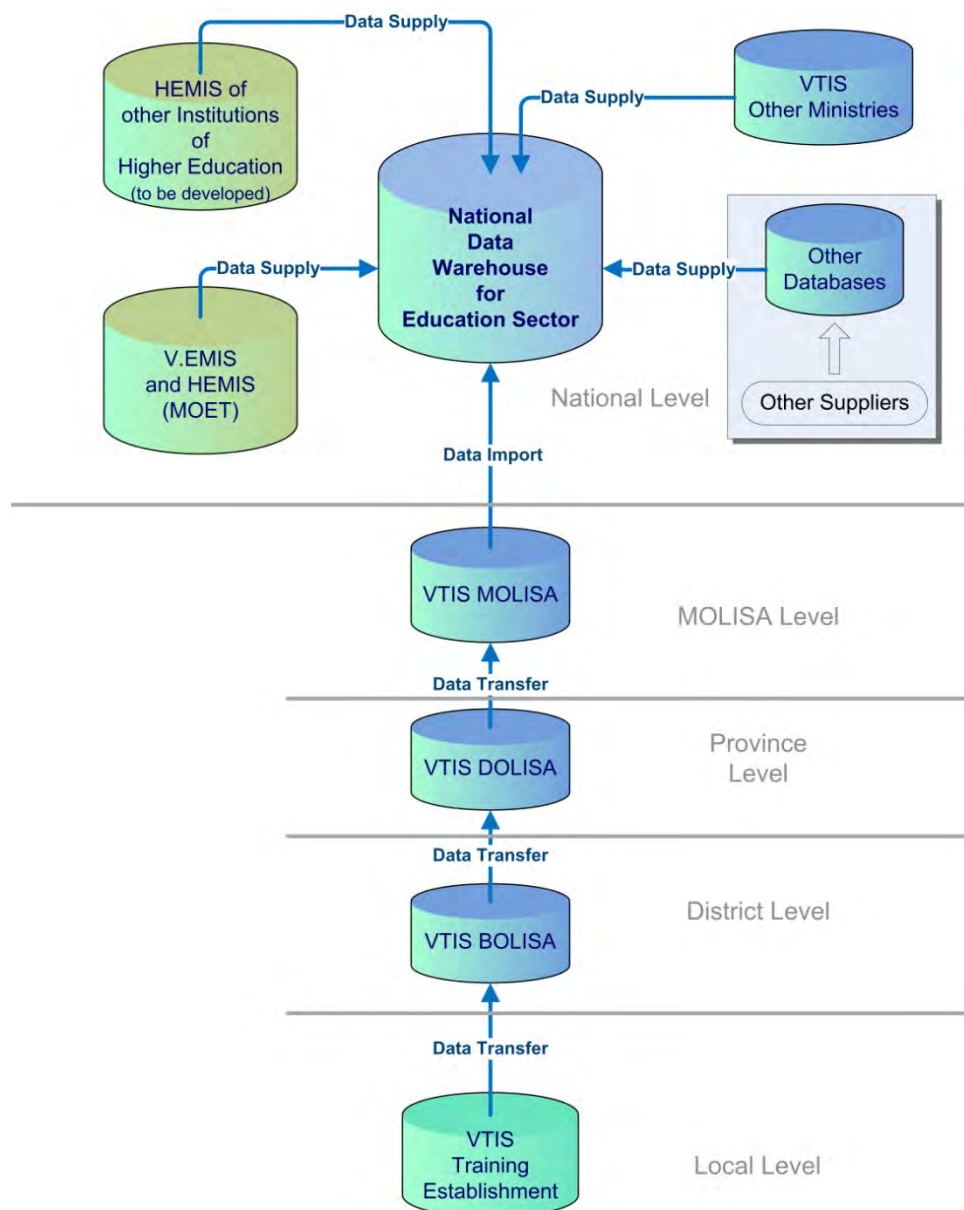 Data Supply
HEMIS of
other Institutions
of
Higher Education
(to be developed)
VTIS
Other Ministries
Data Supply
National
Data
Warehouse
for
Education Sector
Other
Databases
Data Supply
Data Supply
V.EMIS
and HEMIS
(MOET)
National Level
Other Suppliers
Data Import
VTIS MOLISA
MOLISA Level
Data Transfer
VTIS DOLISA
Province
Level
Data Transfer
VTIS BOLISA
District Level
Data Transfer
VTIS
Training
Establishment
Local Level